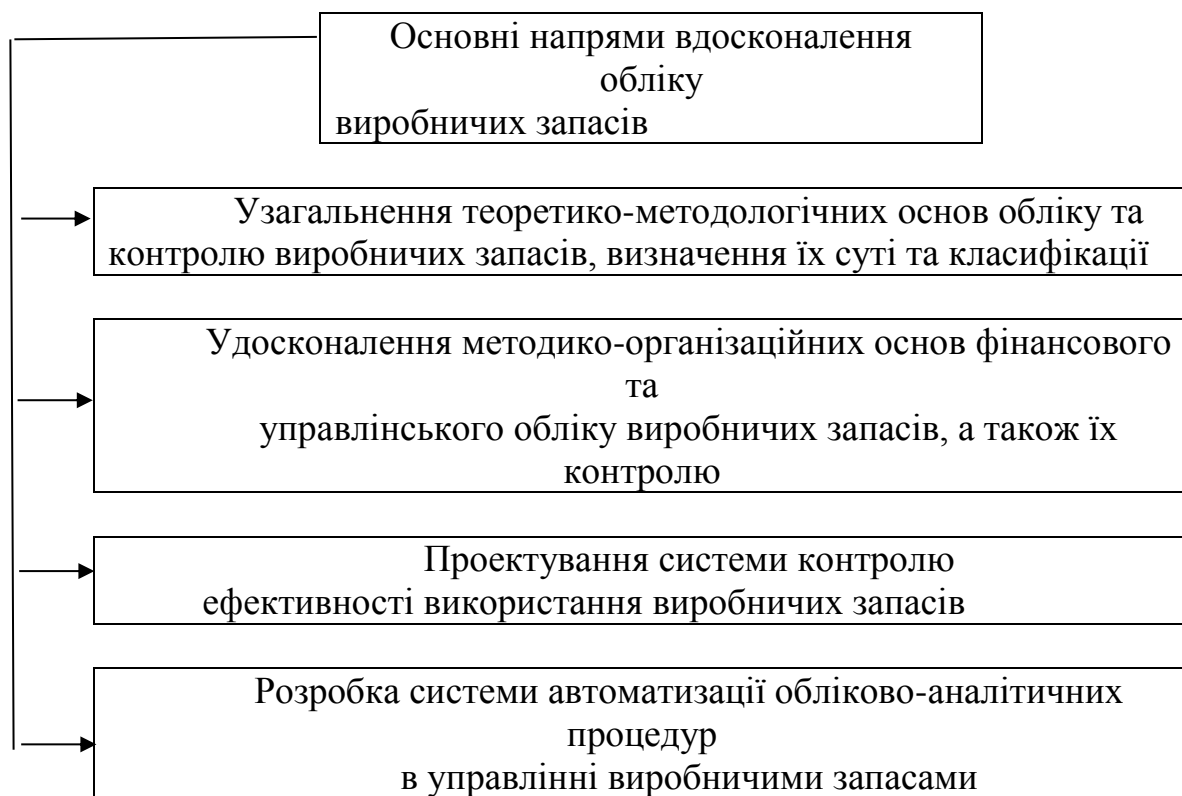 Основні напрями вдосконалення
обліку
виробничих запасів
Узагальнення теоретико-методологічних основ обліку та
контролю виробничих запасів, визначення їх суті та класифікації
Удосконалення методико-організаційних основ фінансового
та
управлінського обліку виробничих запасів, а також їх
контролю
Проектування системи контролю
ефективності використання виробничих запасів
Розробка системи автоматизації обліково-аналітичних
процедур
в управлінні виробничими запасами